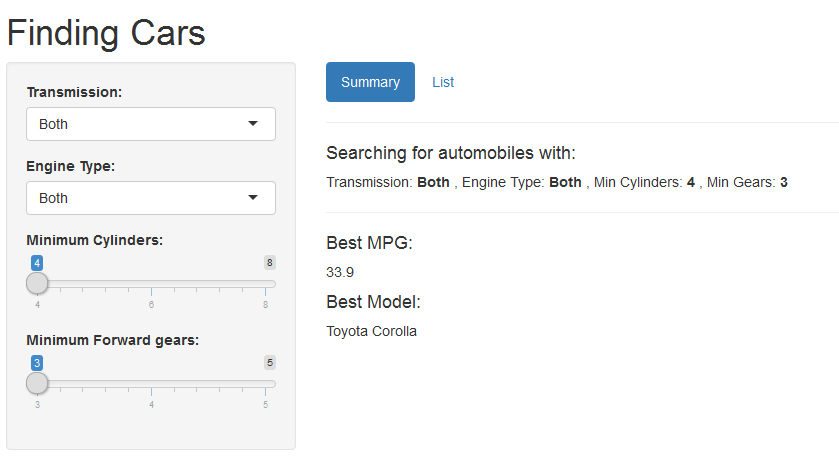 Finding Cars
Transmission:
Both
Engine Type:
Both
Minimum Cylinders:
4 8
4 6 8
Minimum Forward gears:
3 5
3 4 5
Summary List
Searching for automobiles with:
Transmission: Both , Engine Type: Both , Min Cylinders: 4 , Min Gears: 3
Best MPG:
33.9
Best Model:
Toyota Corolla